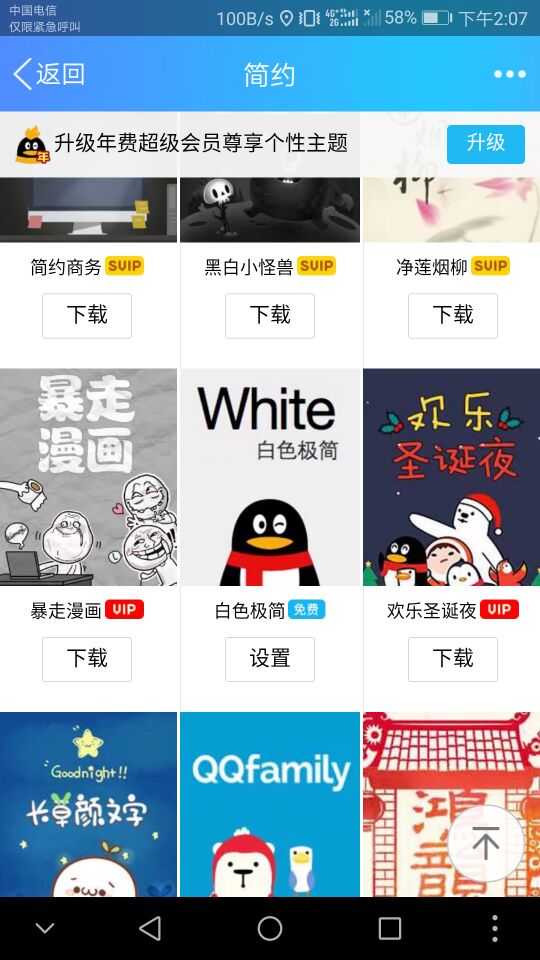 中国电信
仅限紧急呼叫
100B/s 4G+ 2G 58% 下午2:07
返回
简约
年
升级年费超级会员尊享个性主题
升级
烟
柳
简约商务 SVIP
黑白小怪兽 SVIP
净莲烟柳 SVIP
下载
下载
下载
暴走
漫画
White
白色极简
欢乐
圣诞夜
暴走漫画 VIP
白色极简 免费
欢乐圣诞夜 VIP
下载
设置
下载
Goodnight!!
长草颜文字
QQfamily
鸿